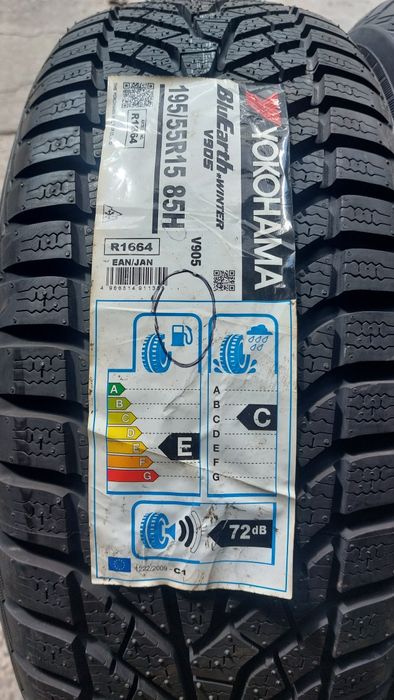 YOKOHAMA
BluEarth*WINTER
V905
195/55R15 85H
V905
R1664
R1664
EAN/JAN
A
B
C
D
E
F
G
E
A
B
C
D
E
F
G
C
72dB
1222/2009 - C1